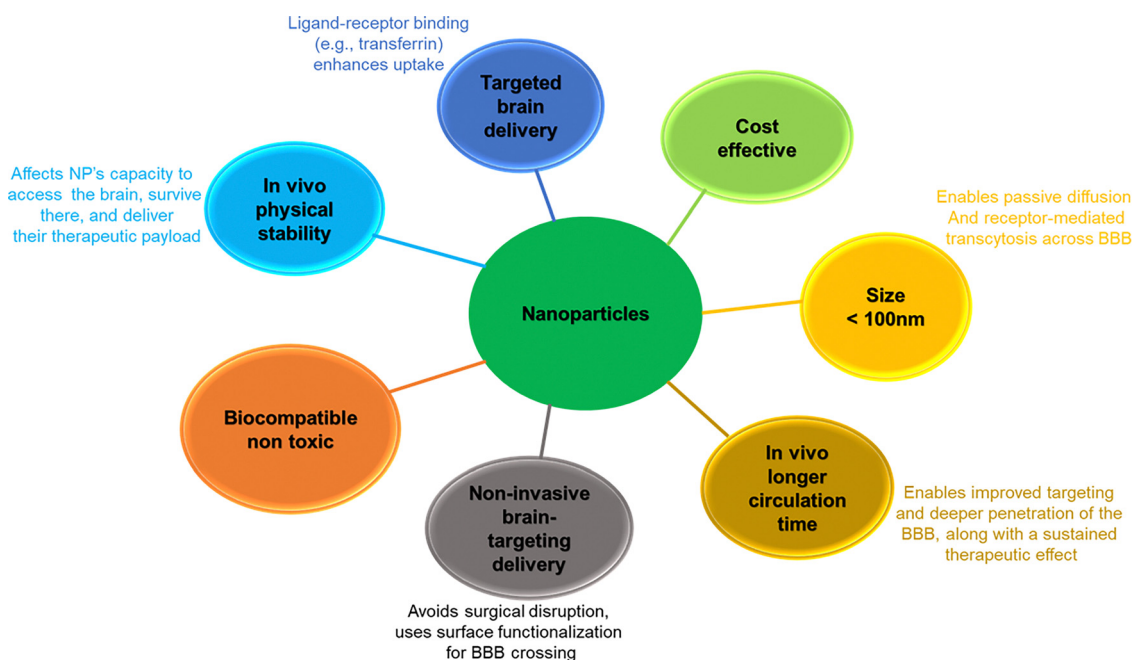 Ligand-receptor binding
(e.g., transferrin)
enhances uptake
Targeted
brain
delivery
Cost
effective
Affects NP's capacity to
access the brain, survive
there, and deliver
their therapeutic payload
In vivo
physical
stability
Enables passive diffusion
And receptor-mediated
transcytosis across BBB
Size
< 100nm
Nanoparticles
Biocompatible
non toxic
Non-invasive
brain-
targeting
delivery
Avoids surgical disruption,
uses surface functionalization
for BBB crossing
In vivo
longer
circulation
time
Enables improved targeting
and deeper penetration of the
BBB, along with a sustained
therapeutic effect